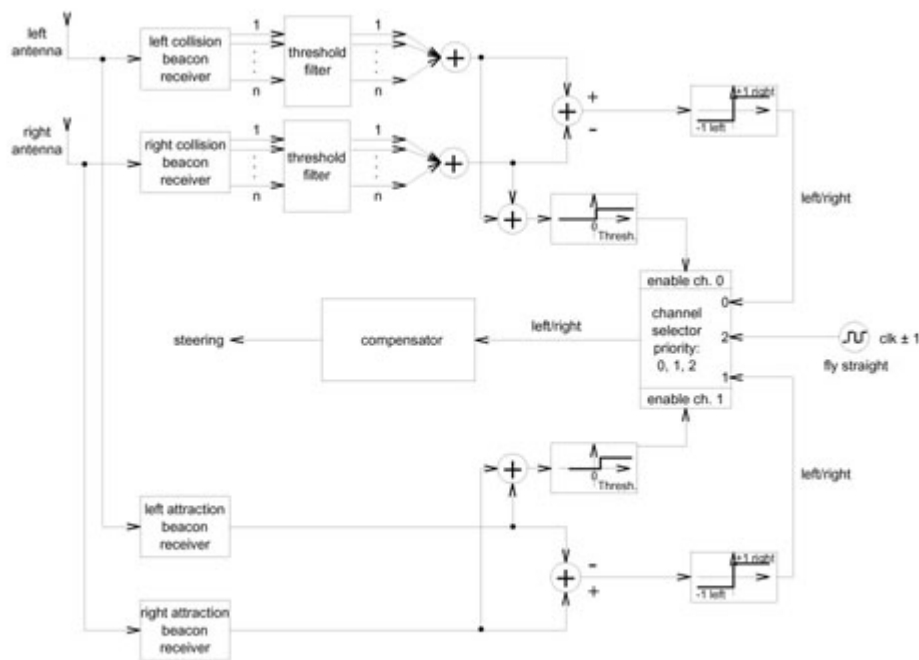 left
antenna
left collision
beacon
receiver
1
n
threshold
filter
1
n
+
+
+
-
+1 right
-1 left
right
antenna
right collision
beacon
receiver
1
n
threshold
filter
1
n
+
+
0
Thresh.
left/right
enable ch. 0
channel
selector
priority:
0, 1, 2
0
2
1
enable ch. 1
clk ± 1
fly straight
left/right
compensator
steering
+
0
Thresh.
left/right
left attraction
beacon
receiver
-
+
+
+1 right
-1 left
right attraction
beacon
receiver